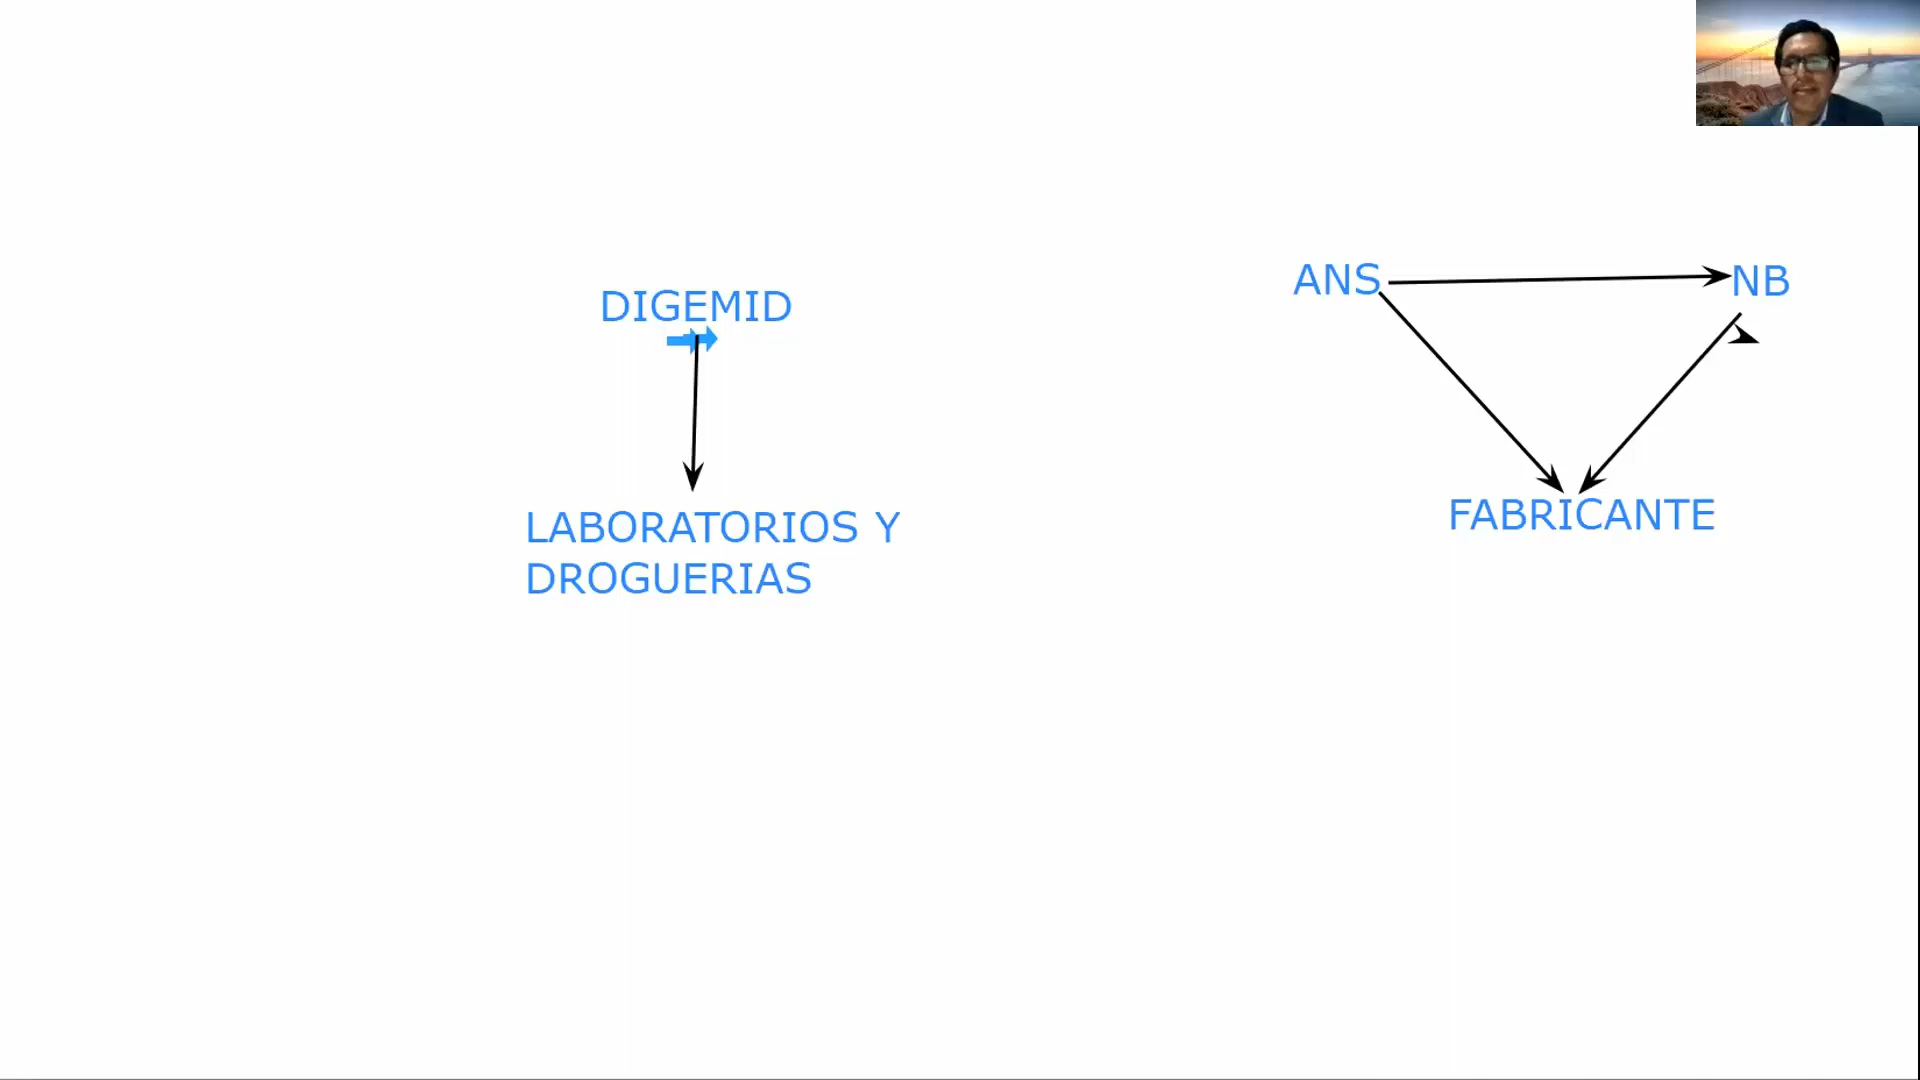 DIGEMID
LABORATORIOS Y
DROGUERIAS
ANS
NB
FABRICANTE